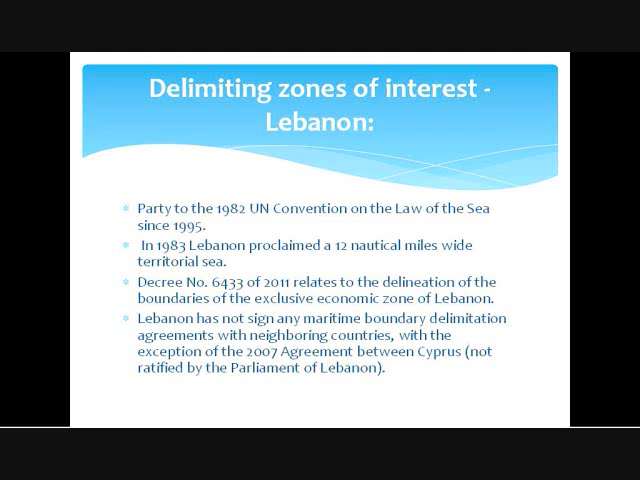 Delimiting zones of interest -
Lebanon:
Party to the 1982 UN Convention on the Law of the Sea
since 1995.
In 1983 Lebanon proclaimed a 12 nautical miles wide
territorial sea.
Decree No. 6433 of 2011 relates to the delineation of the
boundaries of the exclusive economic zone of Lebanon.
Lebanon has not sign any maritime boundary delimitation
agreements with neighboring countries, with the
exception of the 2007 Agreement between Cyprus (not
ratified by the Parliament of Lebanon).